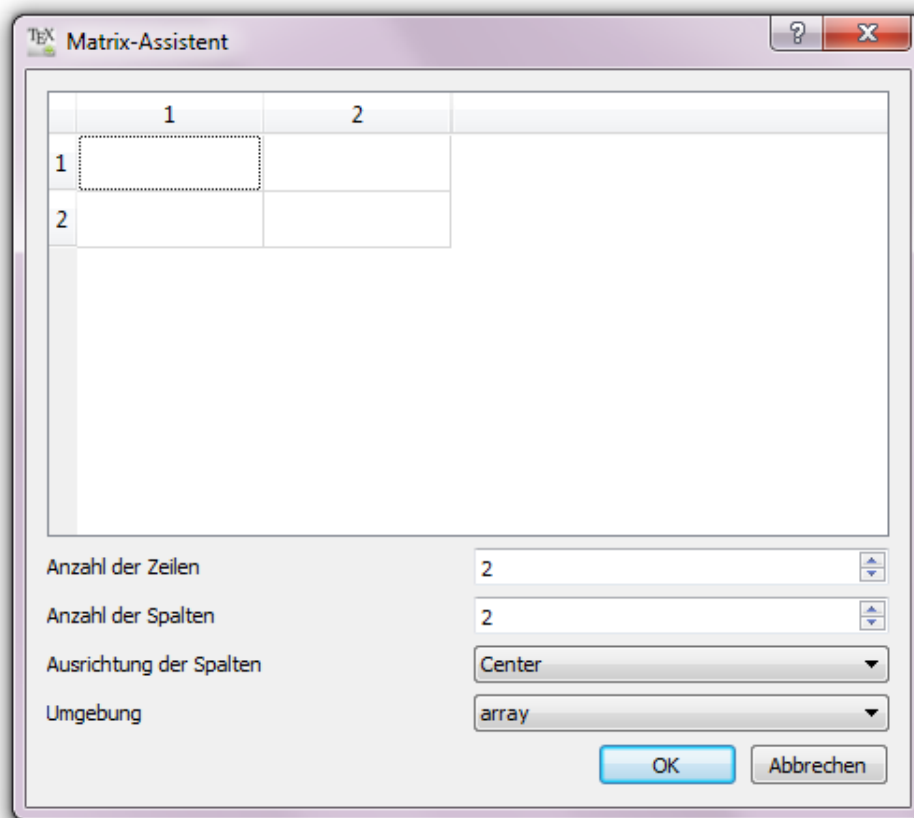 TEX Matrix-Assistent ?
1 2
1
2
Anzahl der Zeilen 2
Anzahl der Spalten 2
Ausrichtung der Spalten Center
Umgebung array
OK Abbrechen